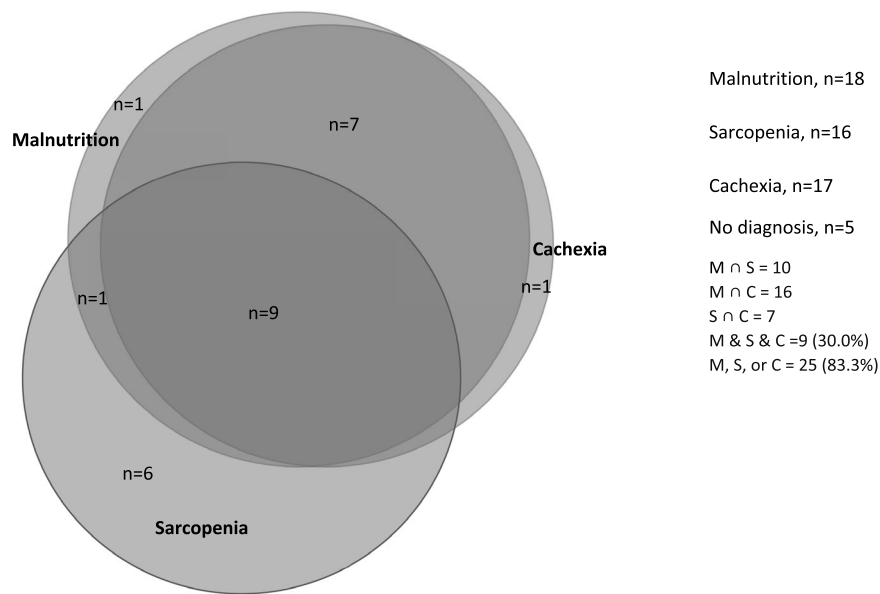 n=1
Malnutrition
n=7
Cachexia
n=1
n=1
n=9
n=6
Sarcopenia
Malnutrition, n=18
Sarcopenia, n=16
Cachexia, n=17
No diagnosis, n=5
M ∩ S = 10
M ∩ C = 16
S ∩ C = 7
M & S & C =9 (30.0%)
M, S, or C = 25 (83.3%)